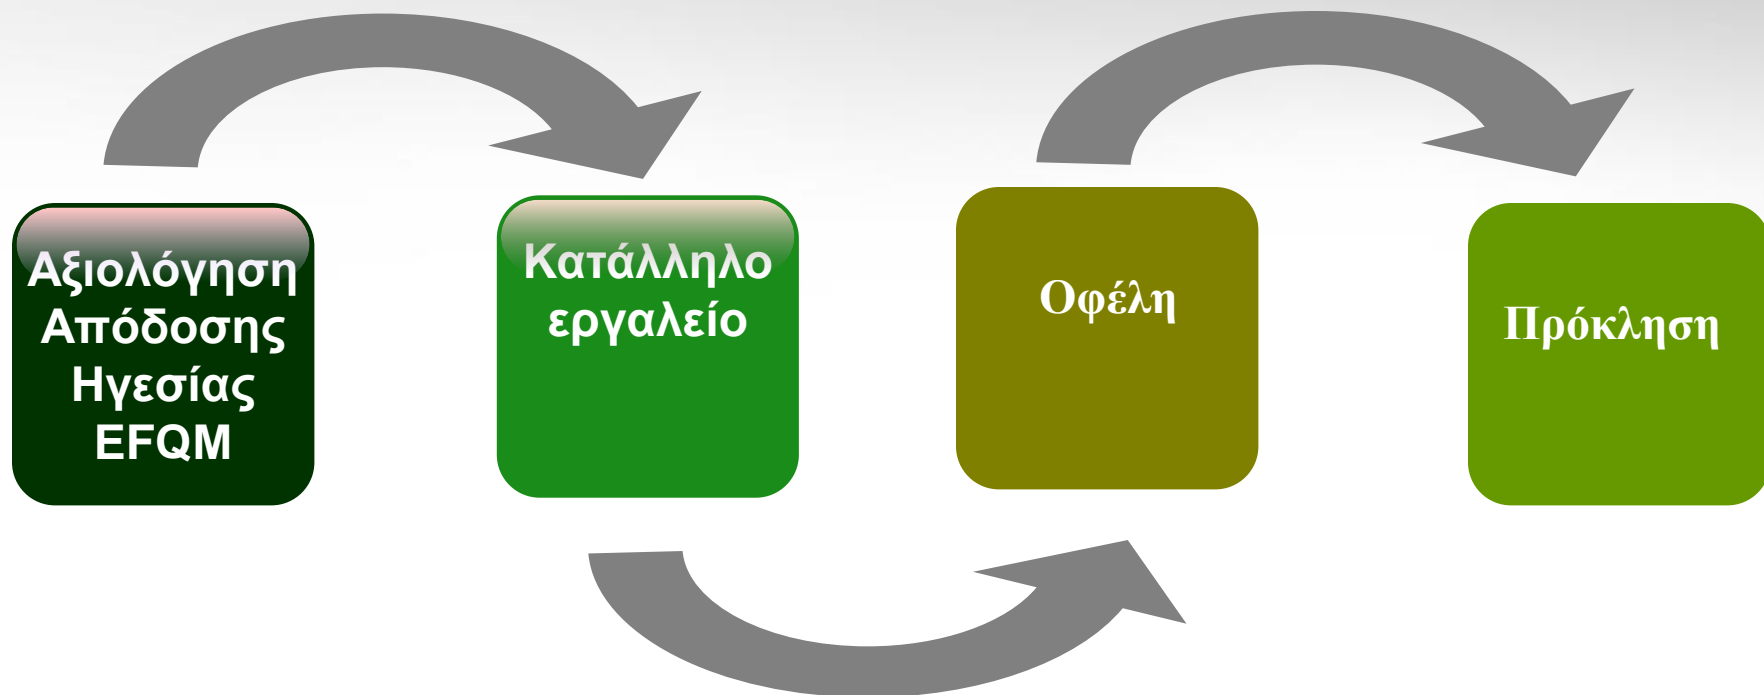 Αξιολόγηση
Απόδοσης
Ηγεσίας
EFQM
Κατάλληλο
εργαλείο
Οφέλη
Πρόκληση